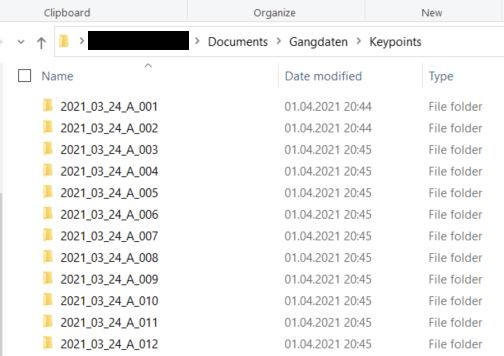 Clipboard Organize New
Documents > Gangdaten > Keypoints
Name Date modified Type
2021_03_24_A_001 01.04.2021 20:44 File folder
2021_03_24_A_002 01.04.2021 20:44 File folder
2021_03_24_A_003 01.04.2021 20:45 File folder
2021_03_24_A_004 01.04.2021 20:45 File folder
2021_03_24_A_005 01.04.2021 20:45 File folder
2021_03_24_A_006 01.04.2021 20:45 File folder
2021_03_24_A_007 01.04.2021 20:45 File folder
2021_03_24_A_008 01.04.2021 20:45 File folder
2021_03_24_A_009 01.04.2021 20:45 File folder
2021_03_24_A_010 01.04.2021 20:45 File folder
2021_03_24_A_011 01.04.2021 20:45 File folder
2021_03_24_A_012 01.04.2021 20:45 File folder